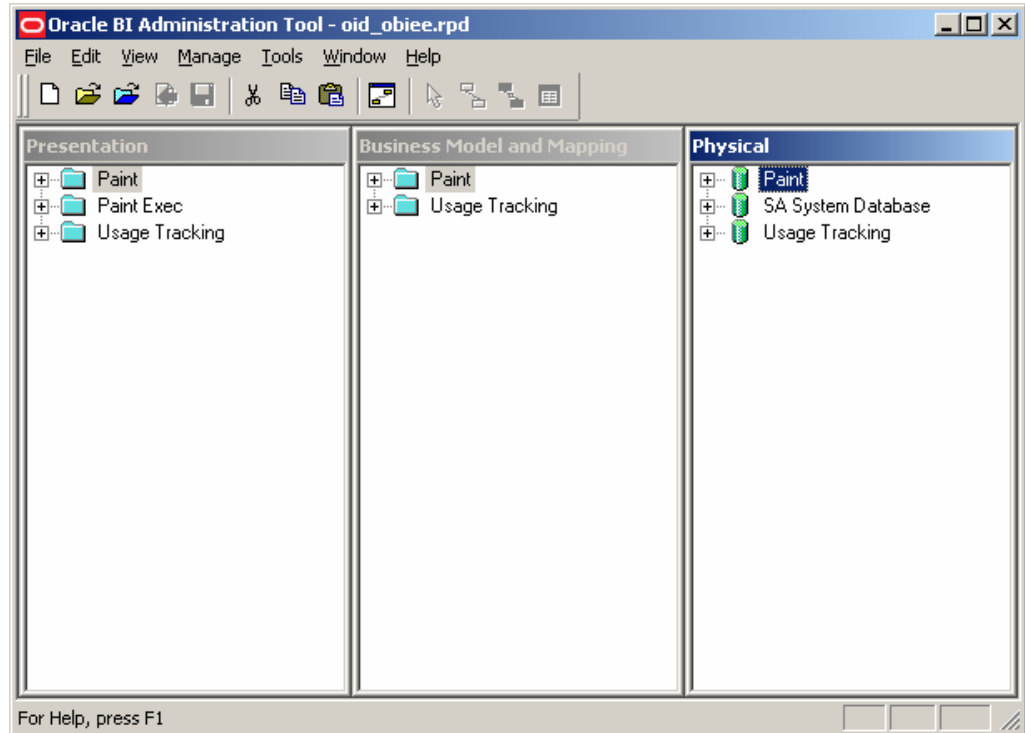 Oracle BI Administration Tool - oid_obiee.rpd
File Edit View Manage Tools Window Help
Presentation
Paint
Paint Exec
Usage Tracking
Business Model and Mapping
Paint
Usage Tracking
Physical
Paint
SA System Database
Usage Tracking
For Help, press F1